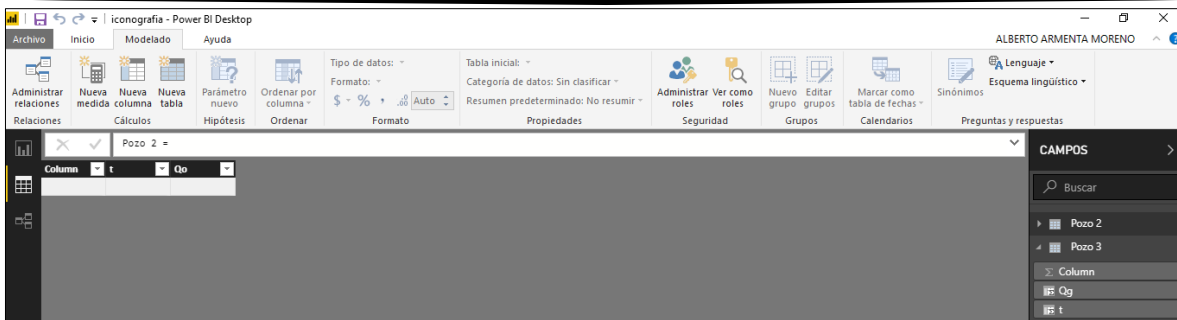 iconografia - Power BI Desktop
Archivo Inicio Modelado Ayuda ALBERTO ARMENTA MORENO
Administrar relaciones
Nueva medida
Nueva columna
Nueva tabla
Parámetro nuevo
Ordenar por columna
Tipo de datos:
Formato:
$ - % , .00 Auto
Tabla inicial:
Categoría de datos: Sin clasificar
Resumen predeterminado: No resumir
Administrar roles
Ver como roles
Nuevo grupo
Editar grupos
Marcar como tabla de fechas
Sinónimos
Lenguaje
Esquema lingüístico
Relaciones Cálculos Hipótesis Ordenar Formato Propiedades Seguridad Grupos Calendarios Preguntas y respuestas
Pozo 2 =
Column t Qo
CAMPOS
Buscar
Pozo 2
Pozo 3
Σ Column
Qg
t